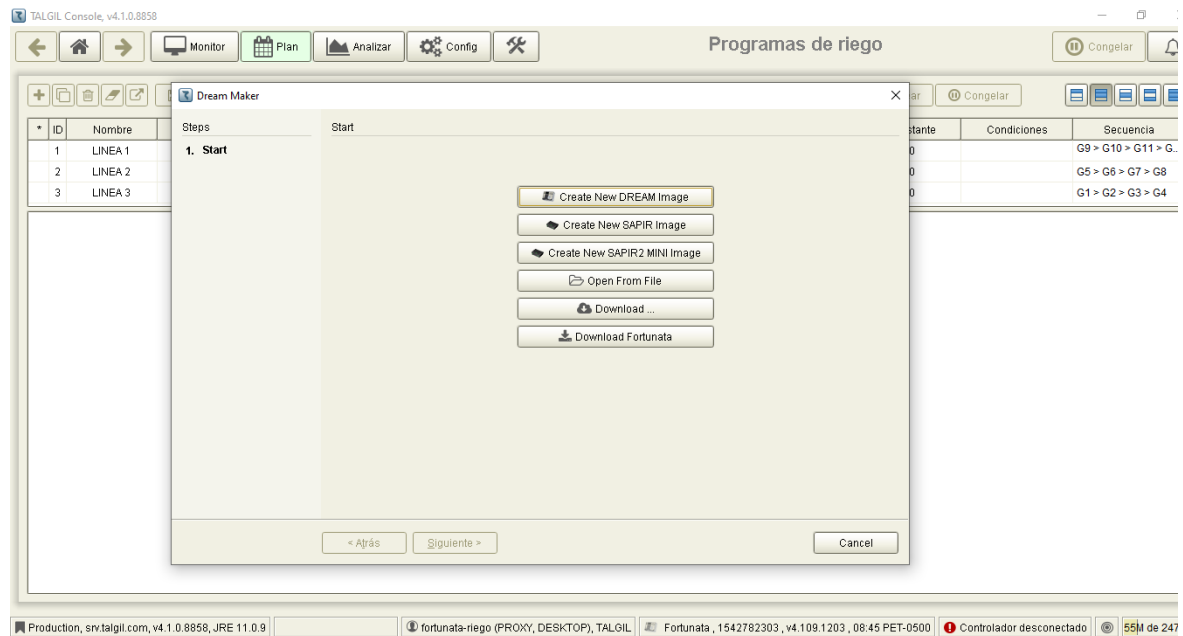 TALGIL Console, v4.1.0.8858
Monitor Plan Analizar Config Programas de riego Congelar
Dream Maker
Congelar
* ID Nombre Condiciones Secuencia
1 LINEA 1 G9 > G10 > G11 > G..
2 LINEA 2 G5 > G6 > G7 > G8
3 LINEA 3 G1 > G2 > G3 > G4
Steps Start
1. Start
Create New DREAM Image
Create New SAPIR Image
Create New SAPIR2 MINI Image
Open From File
Download ...
Download Fortunata
< Atrás Siguiente > Cancel
Production, srv.talgil.com, v4.1.0.8858, JRE 11.0.9 fortunata-riego (PROXY, DESKTOP), TALGIL Fortunata , 1542782303 , v4.109.1203 , 08:45 PET-0500 Controlador desconectado 55M de 247